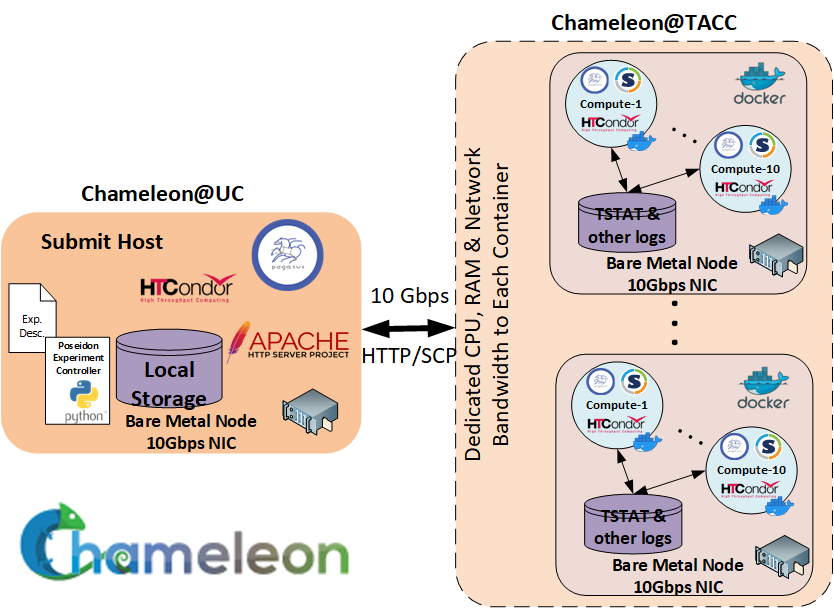 Chameleon@TACC
Chameleon@UC
Submit Host
pegasus
HTCondor
High Throughput Computing
Exp.
Desc.
Poseidon
Experiment
Controller
python
Local
Storage
APACHE
HTTP SERVER PROJECT
Bare Metal Node
10Gbps NIC
Chameleon
10 Gbps
HTTP/SCP
Dedicated CPU, RAM & Network
Bandwidth to Each Container
S
Compute-1
HTCondor
High Throughput Computing
docker
S
Compute-10
HTCondor
High Throughput Computing
TSTAT &
other logs
Bare Metal Node
10Gbps NIC
S
Compute-1
HTCondor
High Throughput Computing
docker
S
Compute-10
HTCondor
High Throughput Computing
TSTAT &
other logs
Bare Metal Node
10Gbps NIC